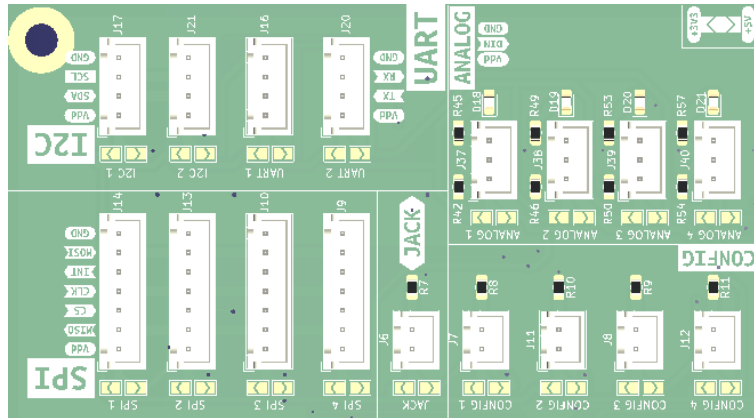 J17
J21
J16
J20
UART
ANALOG
GND
DIN
Vdd
+3V3
+5V
GND
SCL
SDA
Vdd
GND
RX
TX
Vdd
R45
D18
R49
D19
R53
D20
R57
D21
J37
J38
J39
J40
I2C
I2C 1
I2C 2
UART 1
UART 2
R42
R46
R50
R54
J14
J13
J10
J9
ANALOG 1
ANALOG 2
ANALOG 3
ANALOG 4
GND
MOSI
INT
CLK
CS
MISO
Vdd
JACK
CONFIG
R7
R8
R10
R9
R11
J6
J7
J11
J8
J12
SPI
SPI 1
SPI 2
SPI 3
SPI 4
JACK
CONFIG 1
CONFIG 2
CONFIG 3
CONFIG 4